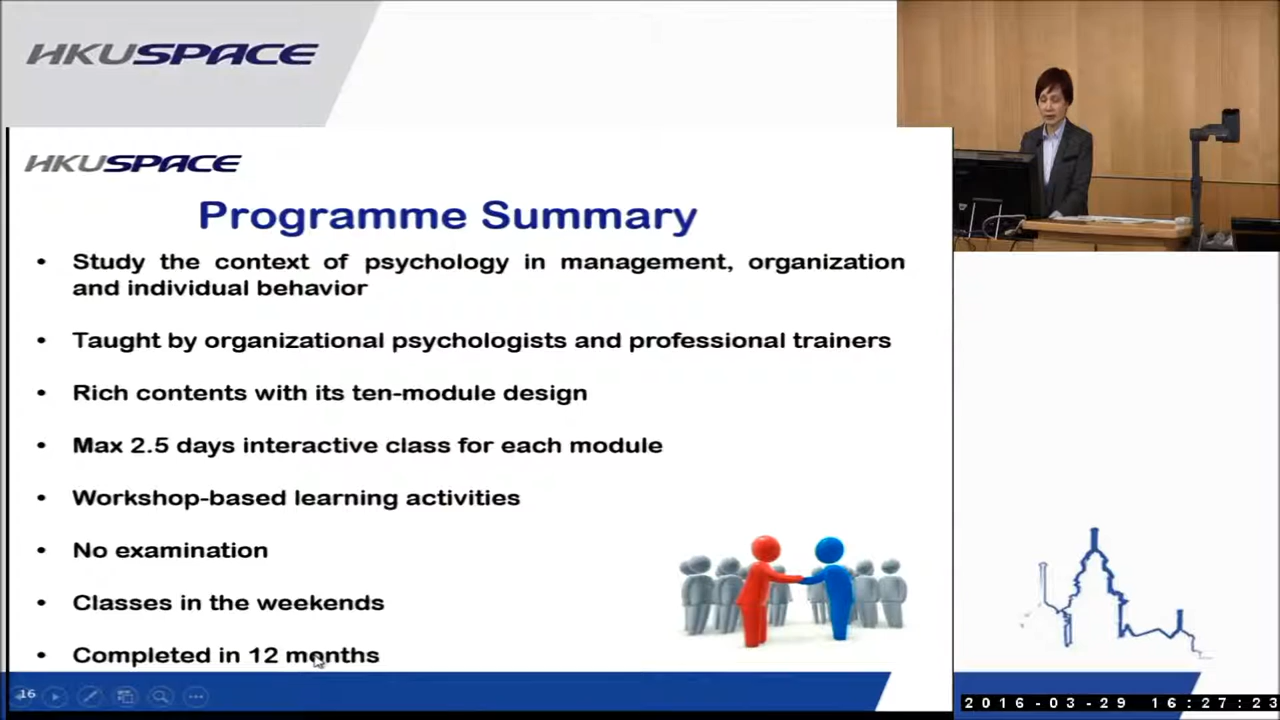 HKUSPACE
HKUSPACE
Programme Summary
• Study the context of psychology in management, organization
and individual behavior
• Taught by organizational psychologists and professional trainers
• Rich contents with its ten-module design
• Max 2.5 days interactive class for each module
• Workshop-based learning activities
• No examination
• Classes in the weekends
• Completed in 12 months
16
2016-03-29 16:27:23